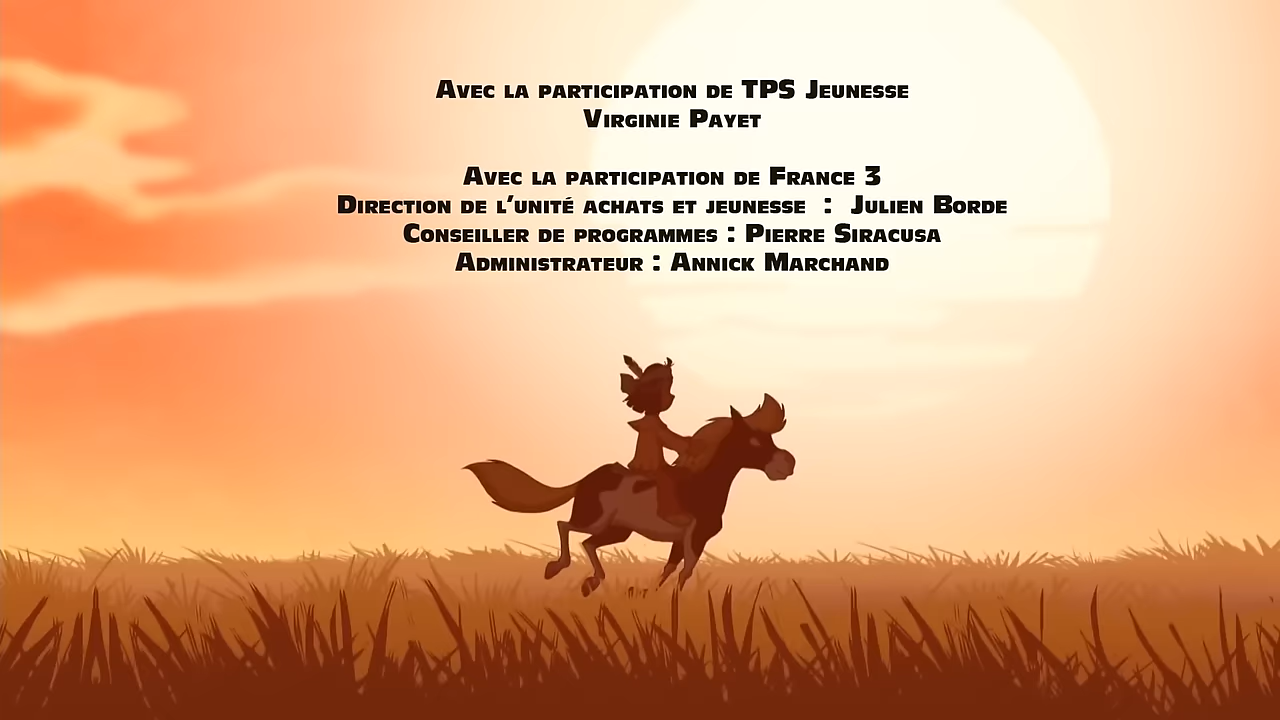 Avec la participation de TPS Jeunesse
Virginie Payet
Avec la participation de France 3
Direction de l'unité achats et jeunesse : Julien Borde
Conseiller de programmes : Pierre Siracusa
Administrateur : Annick Marchand